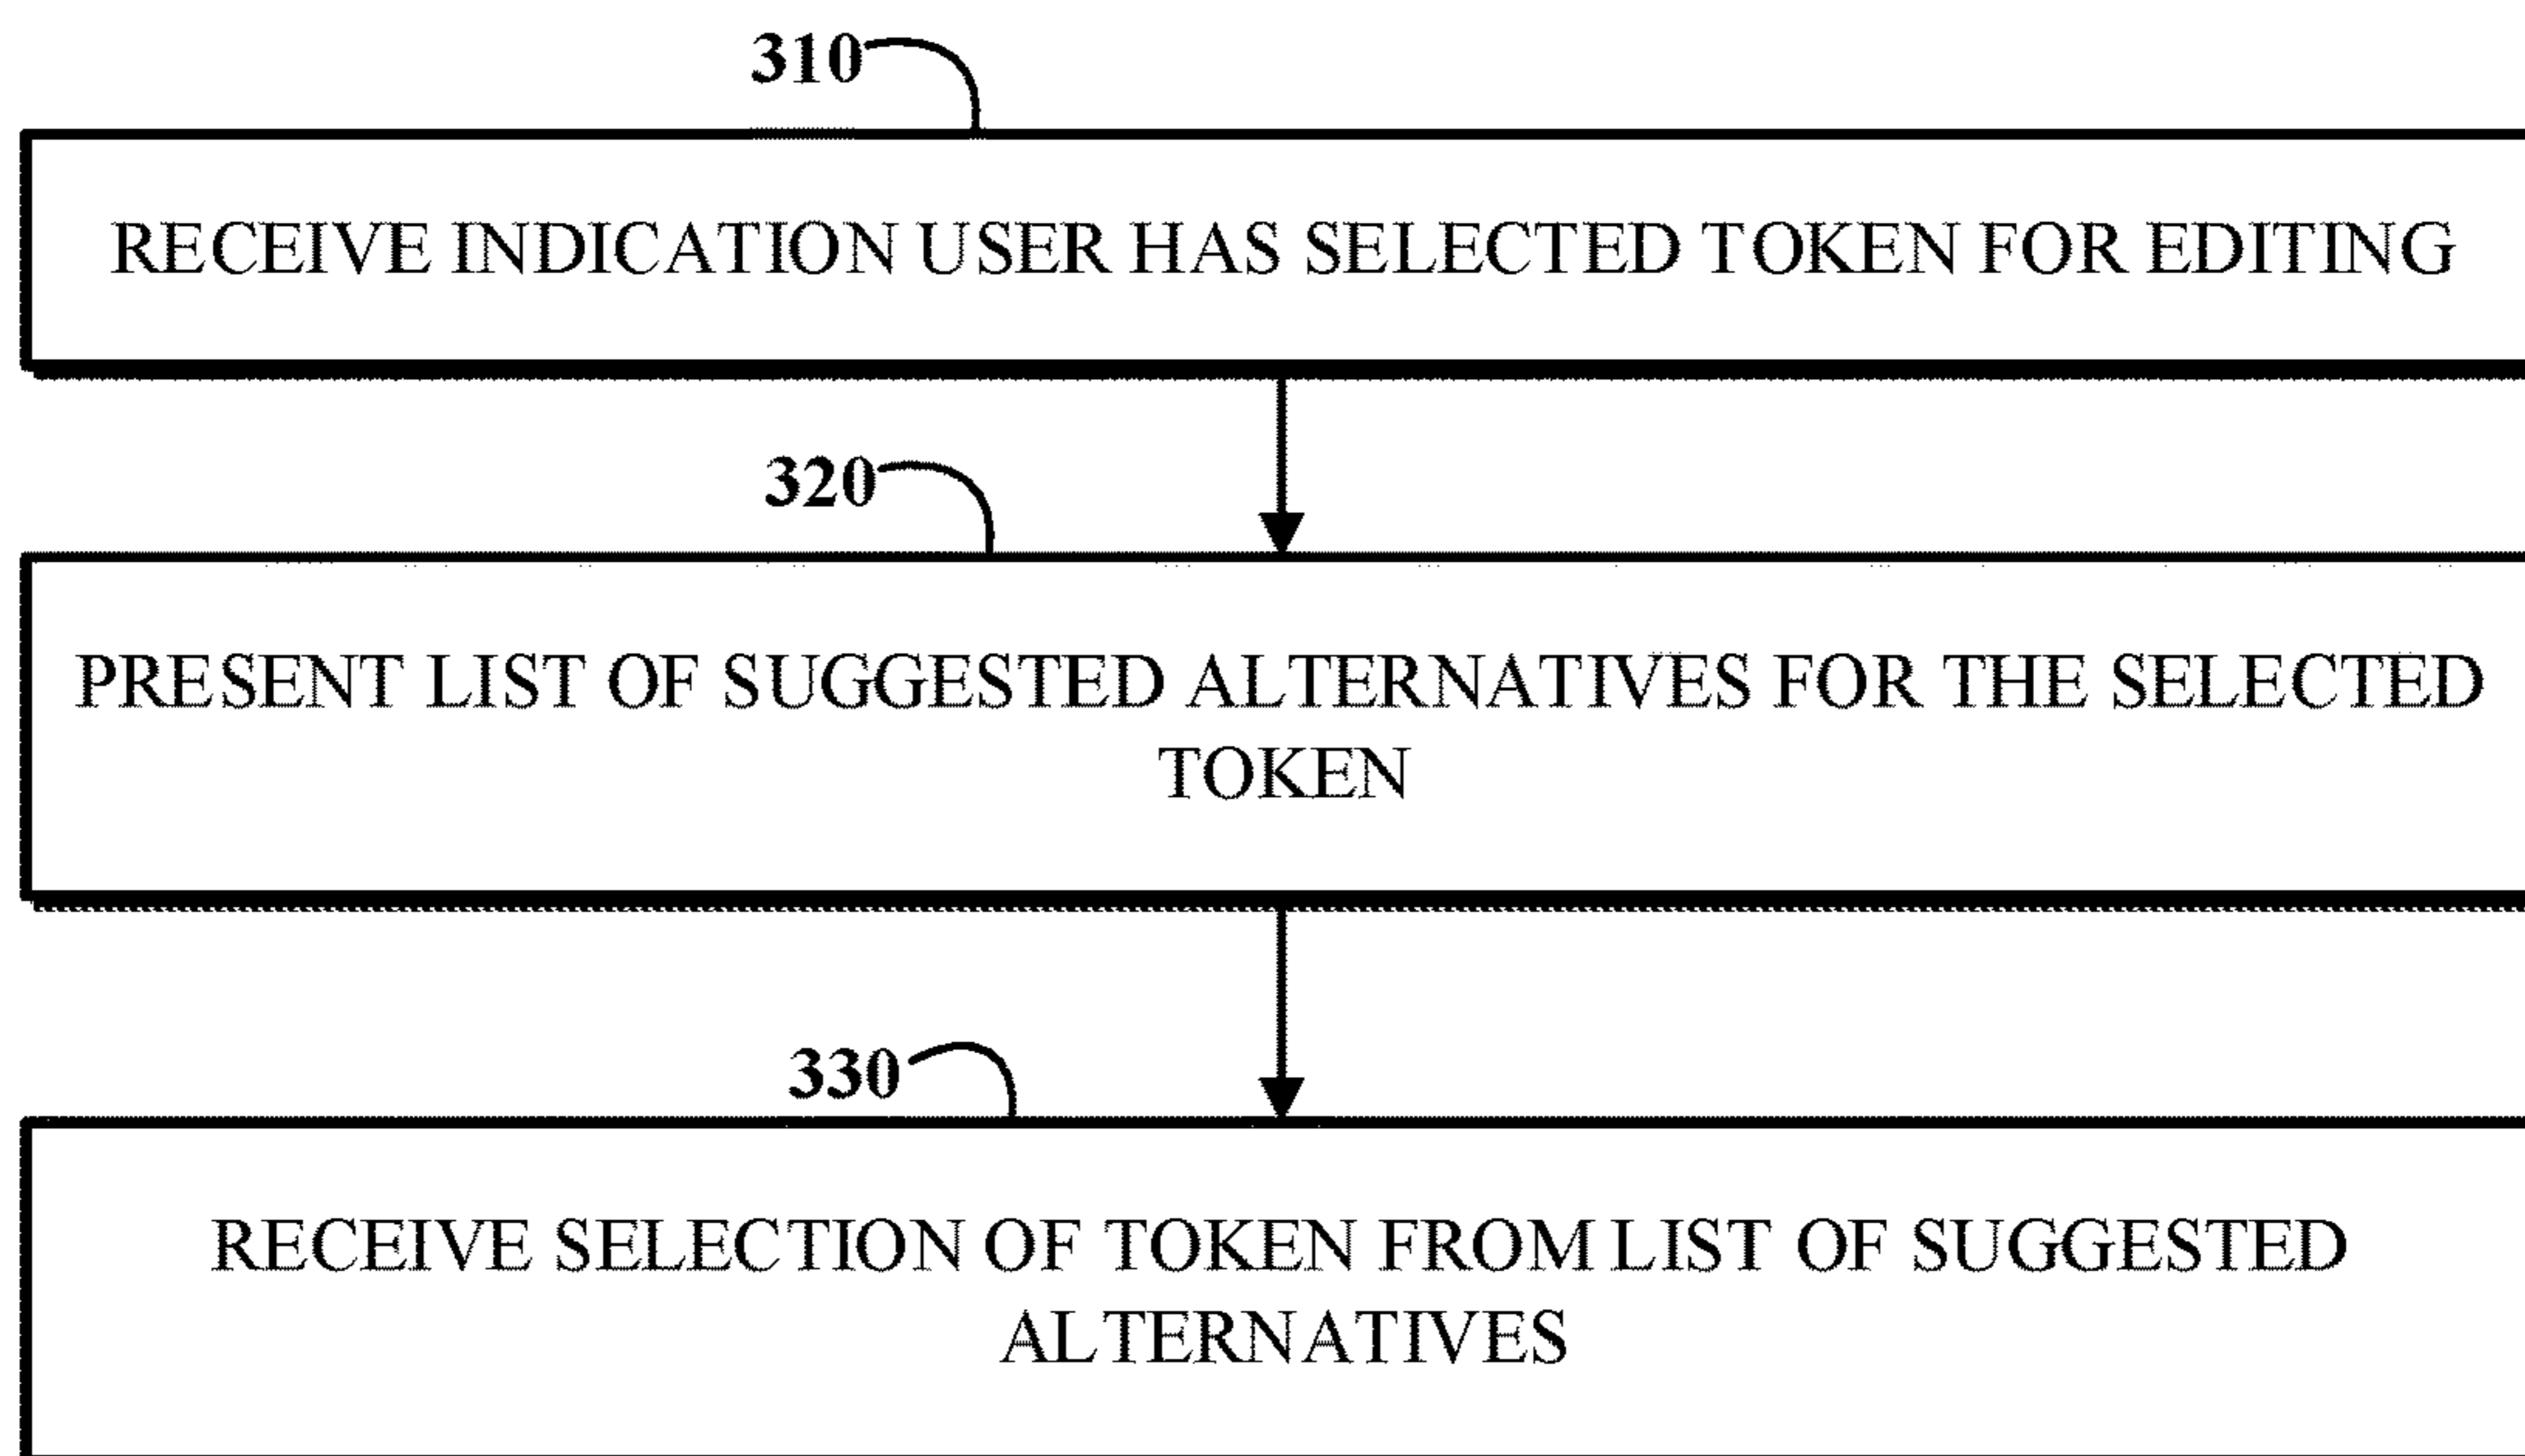 310
RECEIVE INDICATION USER HAS SELECTED TOKEN FOR EDITING
320
PRESENT LIST OF SUGGESTED ALTERNATIVES FOR THE SELECTED
TOKEN
330
RECEIVE SELECTION OF TOKEN FROM LIST OF SUGGESTED
ALTERNATIVES